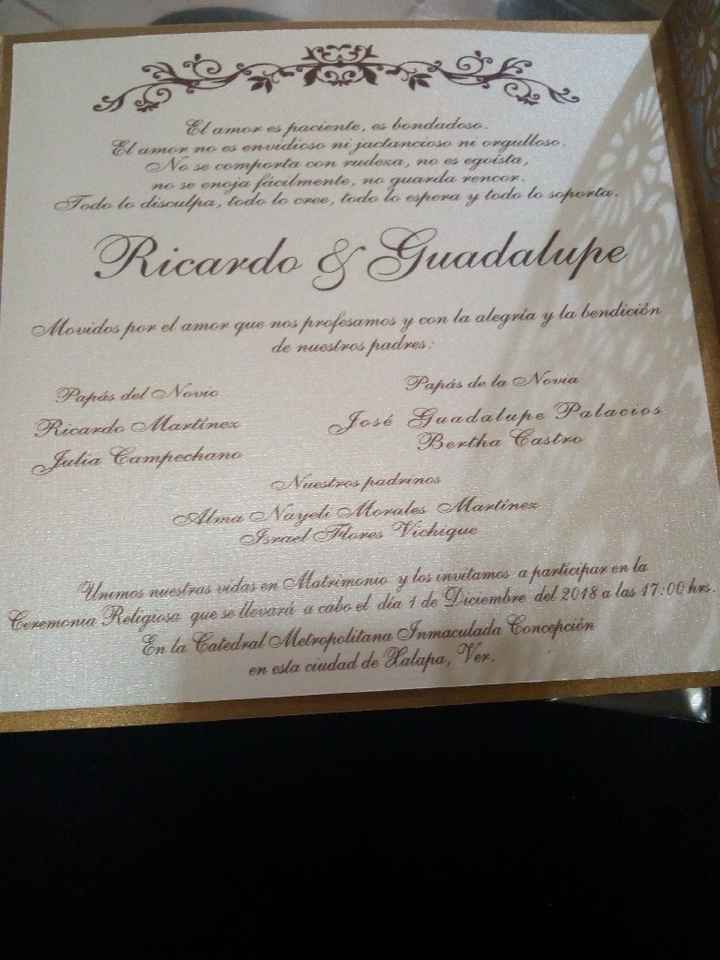 El amor es paciente, es bondadoso.
El amor no es envidioso ni jactancioso ni orgulloso.
No se comporta con rudeza, no es egoísta,
no se enoja fácilmente, no guarda rencor.
Todo lo disculpa, todo lo cree, todo lo espera y todo lo soporta.
Ricardo & Guadalupe
Movidos por el amor que nos profesamos y con la alegría y la bendición
de nuestros padres:
Papás del Novio
Ricardo Martínez
Julia Campechano
Papás de la Novia
José Guadalupe Palacios
Bertha Castro
Nuestros padrinos
Alma Nayeli Morales Martínez
Israel Flores Vichique
Unimos nuestras vidas en Matrimonio y los invitamos a participar en la
Ceremonia Religiosa que se llevará a cabo el día 1 de Diciembre del 2018 a las 17:00 hrs.
En la Catedral Metropolitana Inmaculada Concepción
en esta ciudad de Xalapa, Ver.